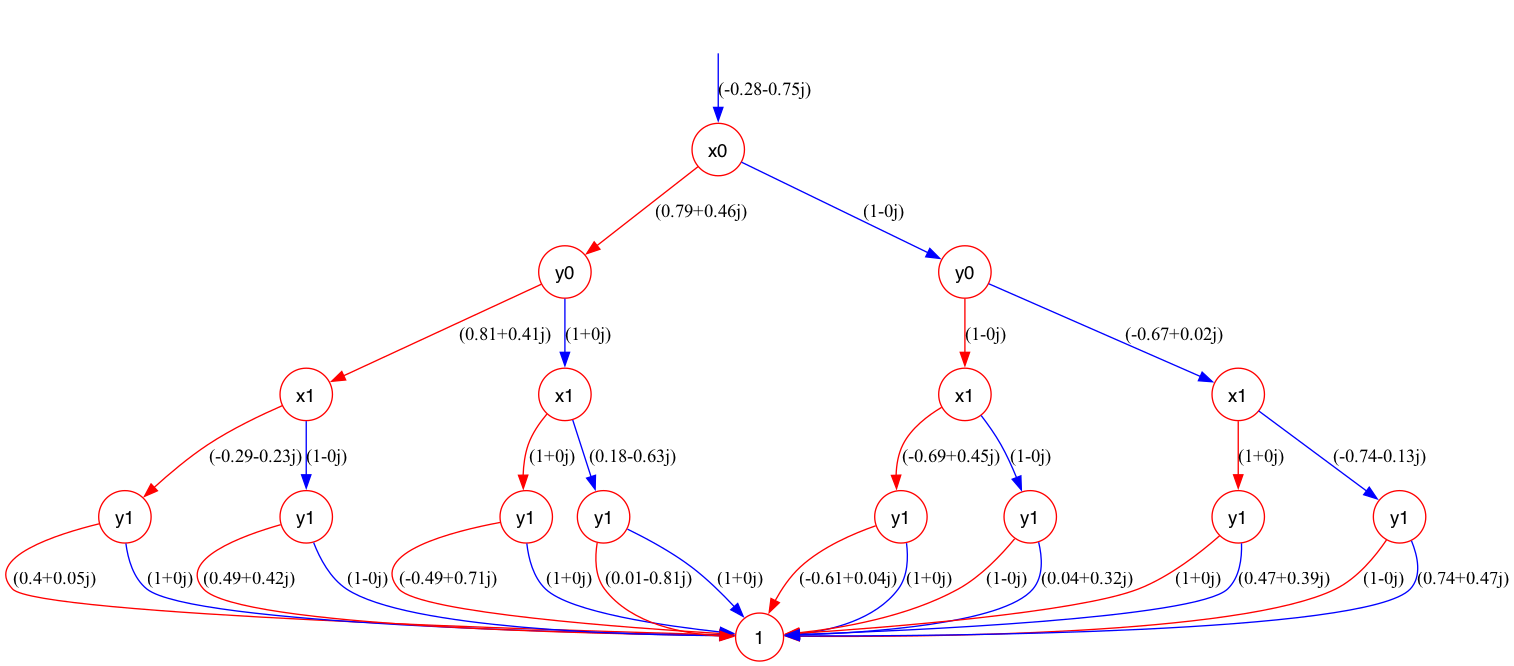 (-0.28-0.75j)
x0
(0.79+0.46j) (1-0j)
y0 y0
(0.81+0.41j) (1+0j) (1-0j) (-0.67+0.02j)
x1 x1 x1 x1
(-0.29-0.23j) (1-0j) (1+0j) (0.18-0.63j) (-0.69+0.45j) (1-0j) (1+0j) (-0.74-0.13j)
y1 y1 y1 y1 y1 y1 y1 y1
(0.4+0.05j) (1+0j) (0.49+0.42j) (1-0j) (-0.49+0.71j) (1+0j) (0.01-0.81j) (1+0j) (-0.61+0.04j) (1+0j) (1-0j) (0.04+0.32j) (1+0j) (0.47+0.39j) (1-0j) (0.74+0.47j)
1